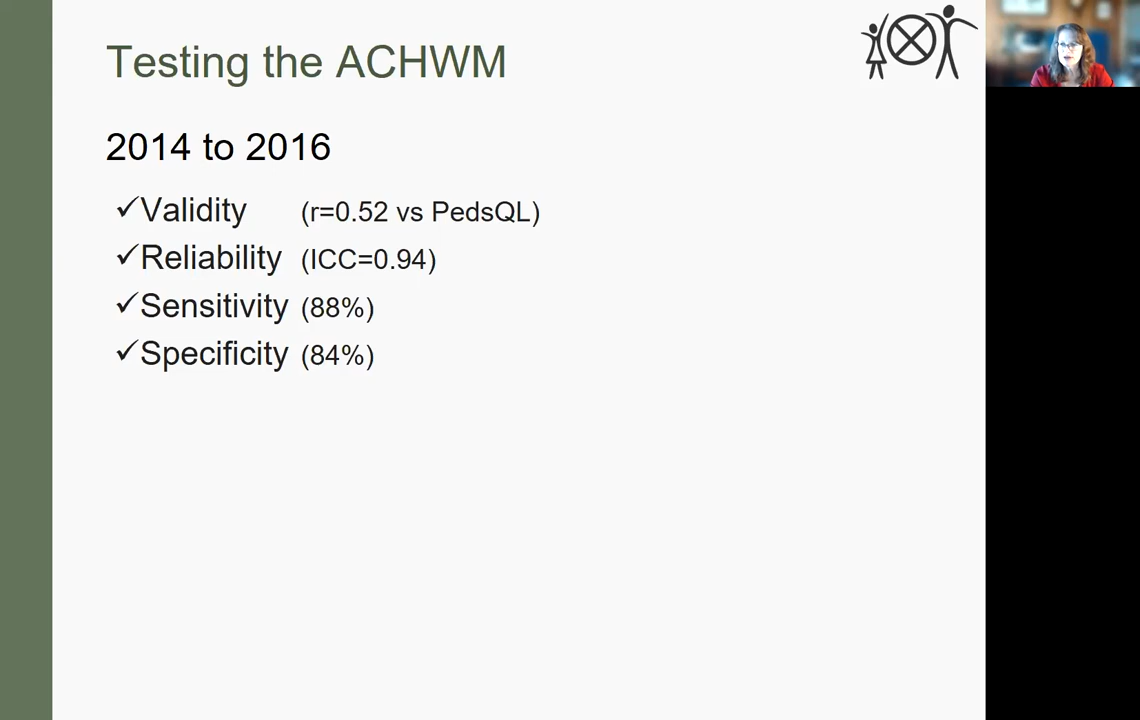 Testing the ACHWM
2014 to 2016
✓Validity (r=0.52 vs PedsQL)
✓Reliability (ICC=0.94)
✓Sensitivity (88%)
✓Specificity (84%)